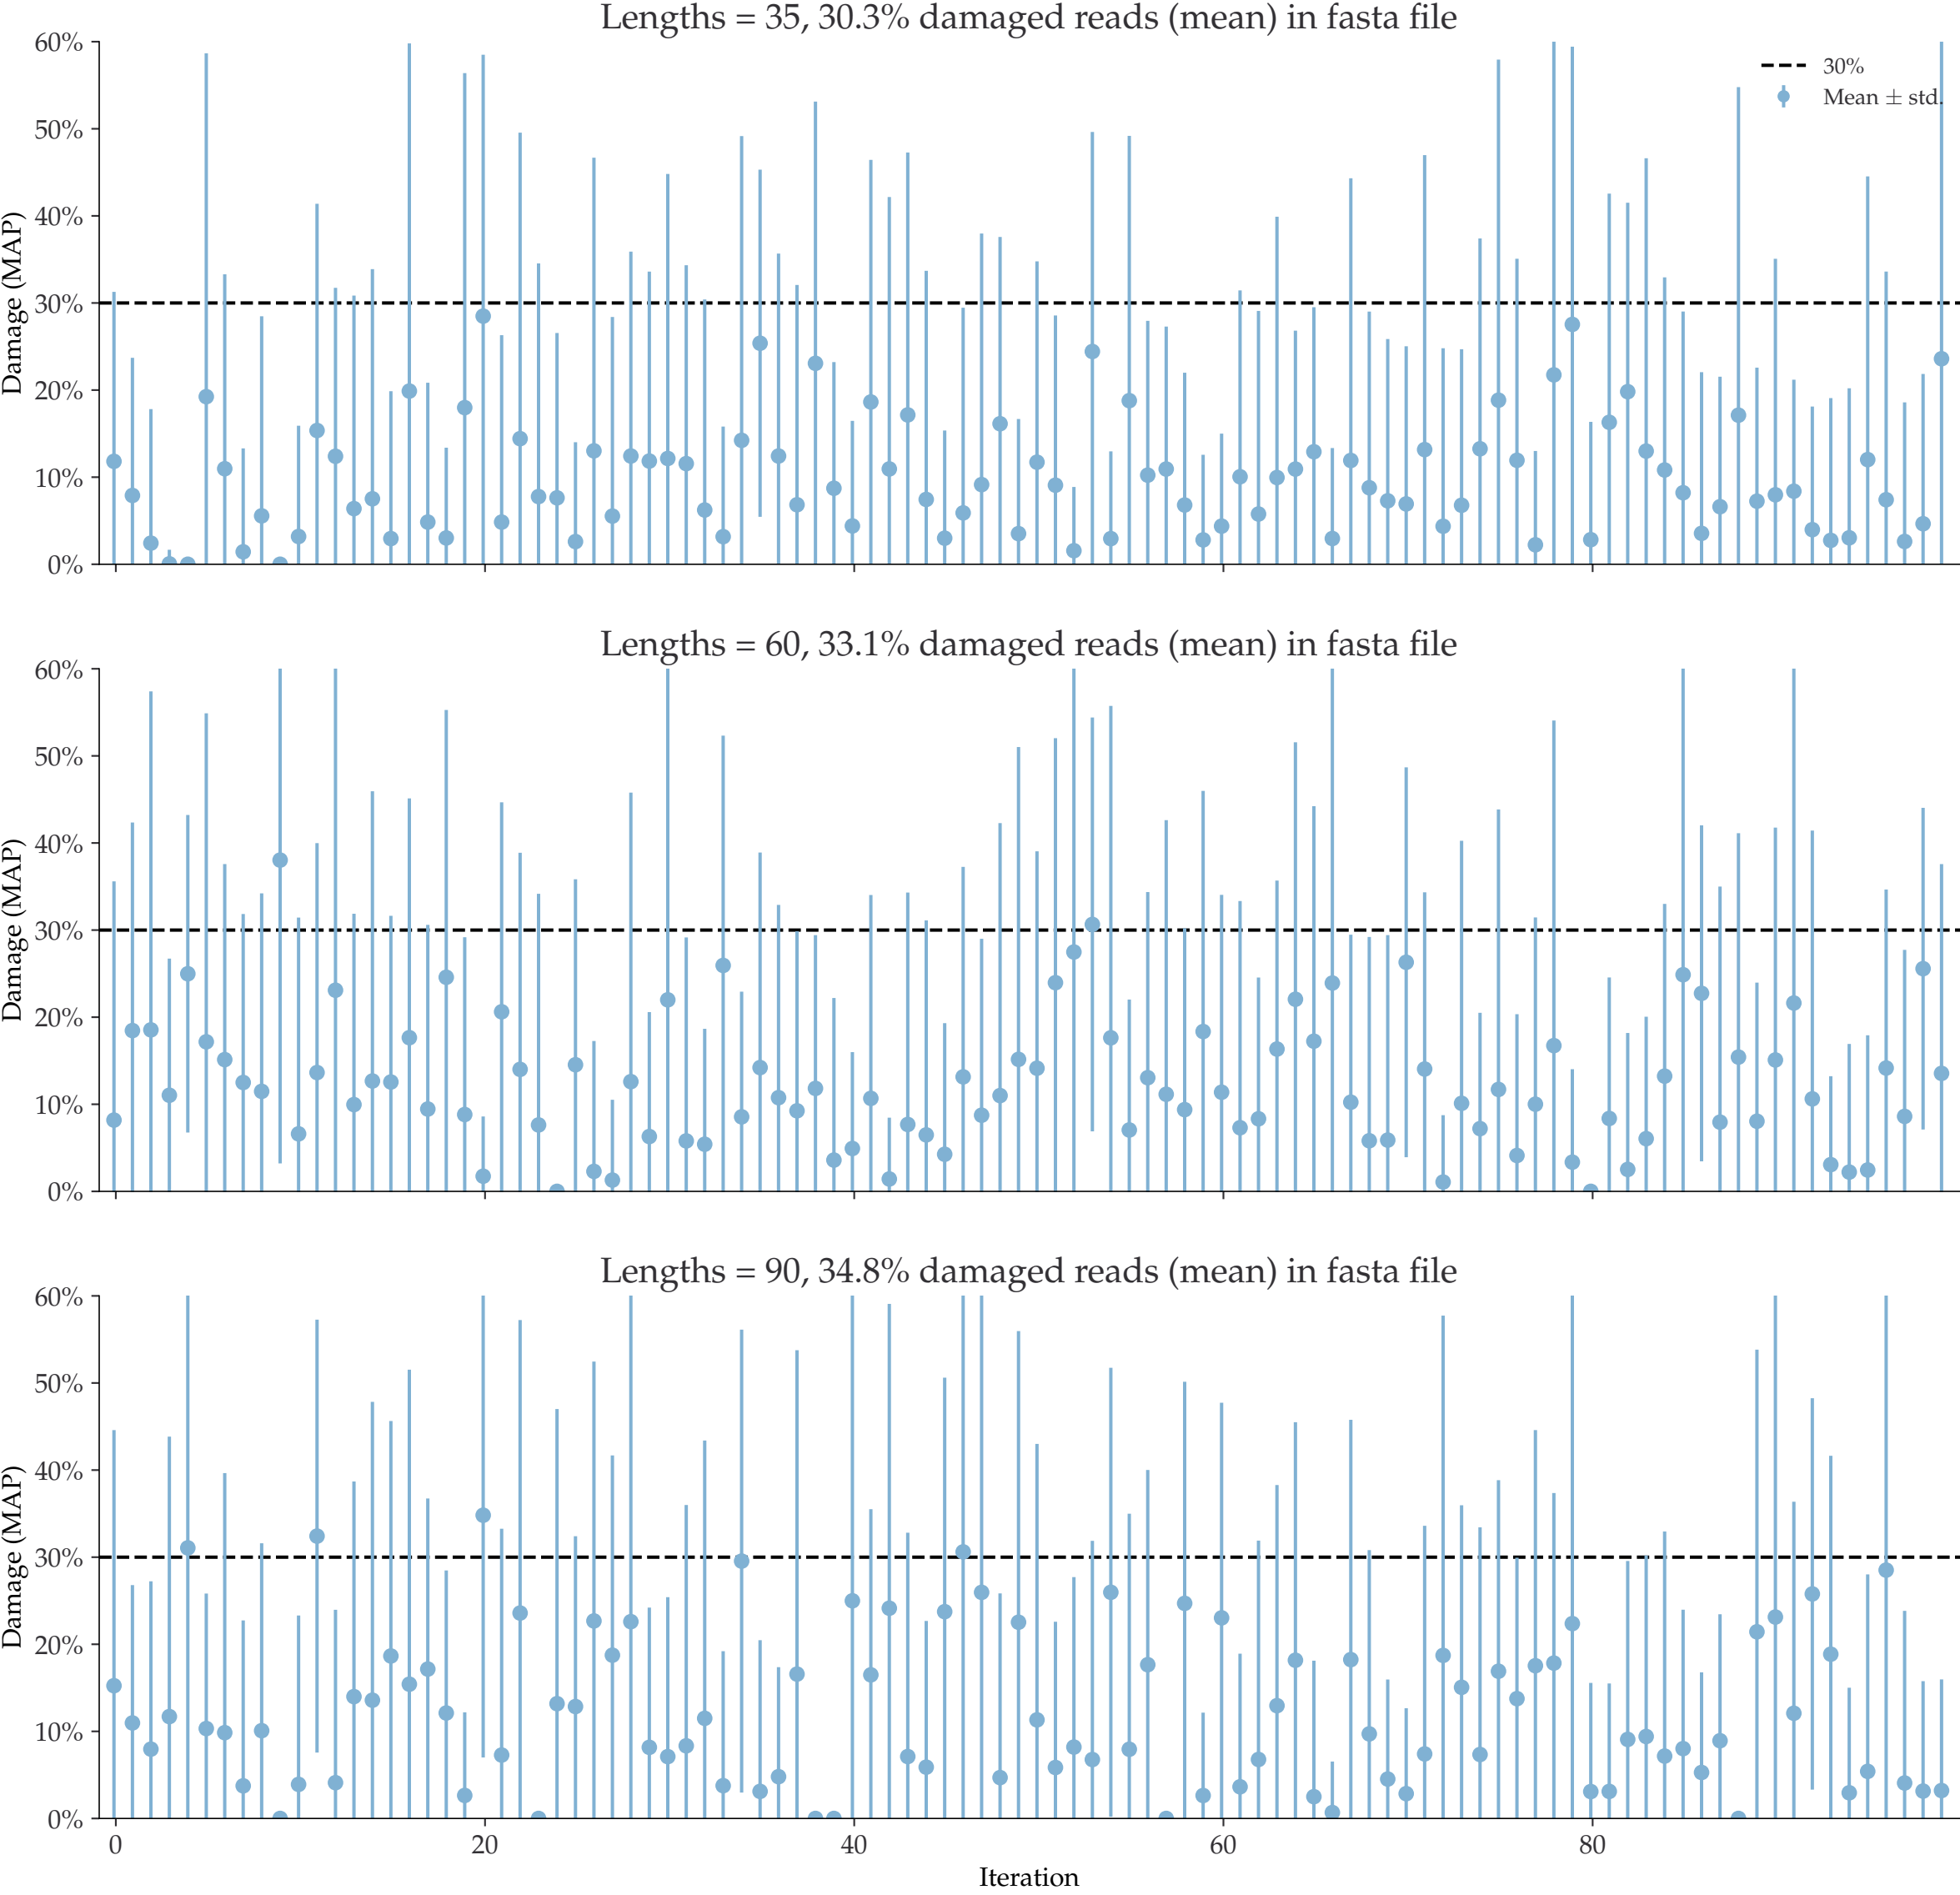 Lengths = 35, 30.3% damaged reads (mean) in fasta file
60%
50%
40%
30%
20%
10%
0%
Damage (MAP)
30%
Mean ± std.
Lengths = 60, 33.1% damaged reads (mean) in fasta file
60%
50%
40%
30%
20%
10%
0%
Damage (MAP)
Lengths = 90, 34.8% damaged reads (mean) in fasta file
60%
50%
40%
30%
20%
10%
0%
Damage (MAP)
0 20 40 60 80
Iteration